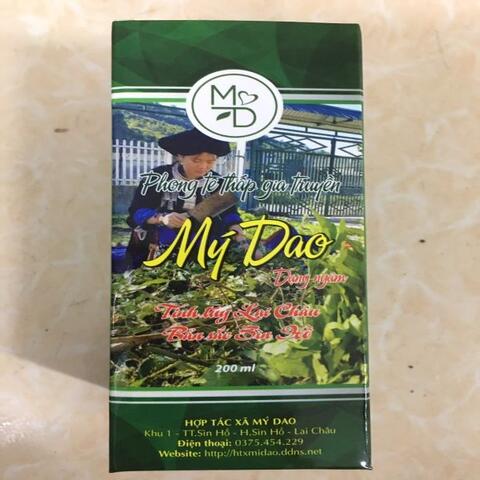 M D
Phong tê thấp gia truyền
Mý Dao
Dạng ngâm
Tinh túy Lai Châu
Bản sắc Sìn Hồ
200 ml
HỢP TÁC XÃ MÝ DAO
Khu 1 - TT.Sìn Hồ - H,Sìn Hồ - Lai Châu
Điện thoại: 0375.454.229
Website: http://htxmidao.ddns.net